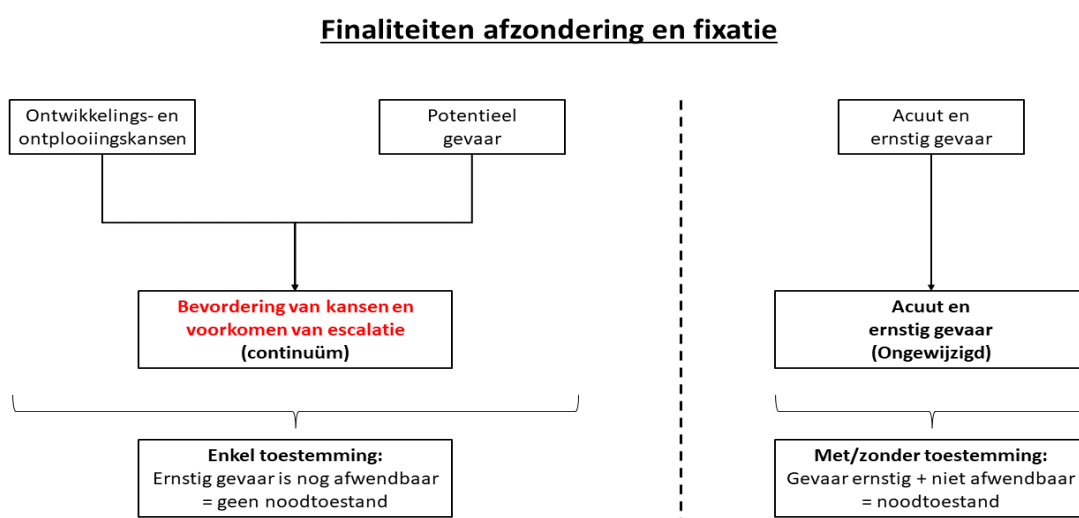 Finaliteiten afzondering en fixatie
Ontwikkelings- en
ontplooiingskansen
Potentieel
gevaar
Acuut en
ernstig gevaar
Bevordering van kansen en
voorkomen van escalatie
(continuüm)
Acuut en
ernstig gevaar
(Ongewijzigd)
Enkel toestemming:
Ernstig gevaar is nog afwendbaar
= geen noodtoestand
Met/zonder toestemming:
Gevaar ernstig + niet afwendbaar
= noodtoestand